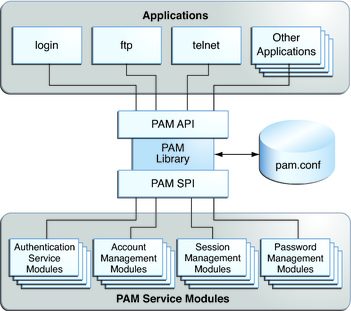 Applications
login
ftp
telnet
Other
Applications
PAM API
PAM
Library
pam.conf
PAM SPI
Authentication
Service
Modules
Account
Management
Modules
Session
Management
Modules
Password
Management
Modules
PAM Service Modules